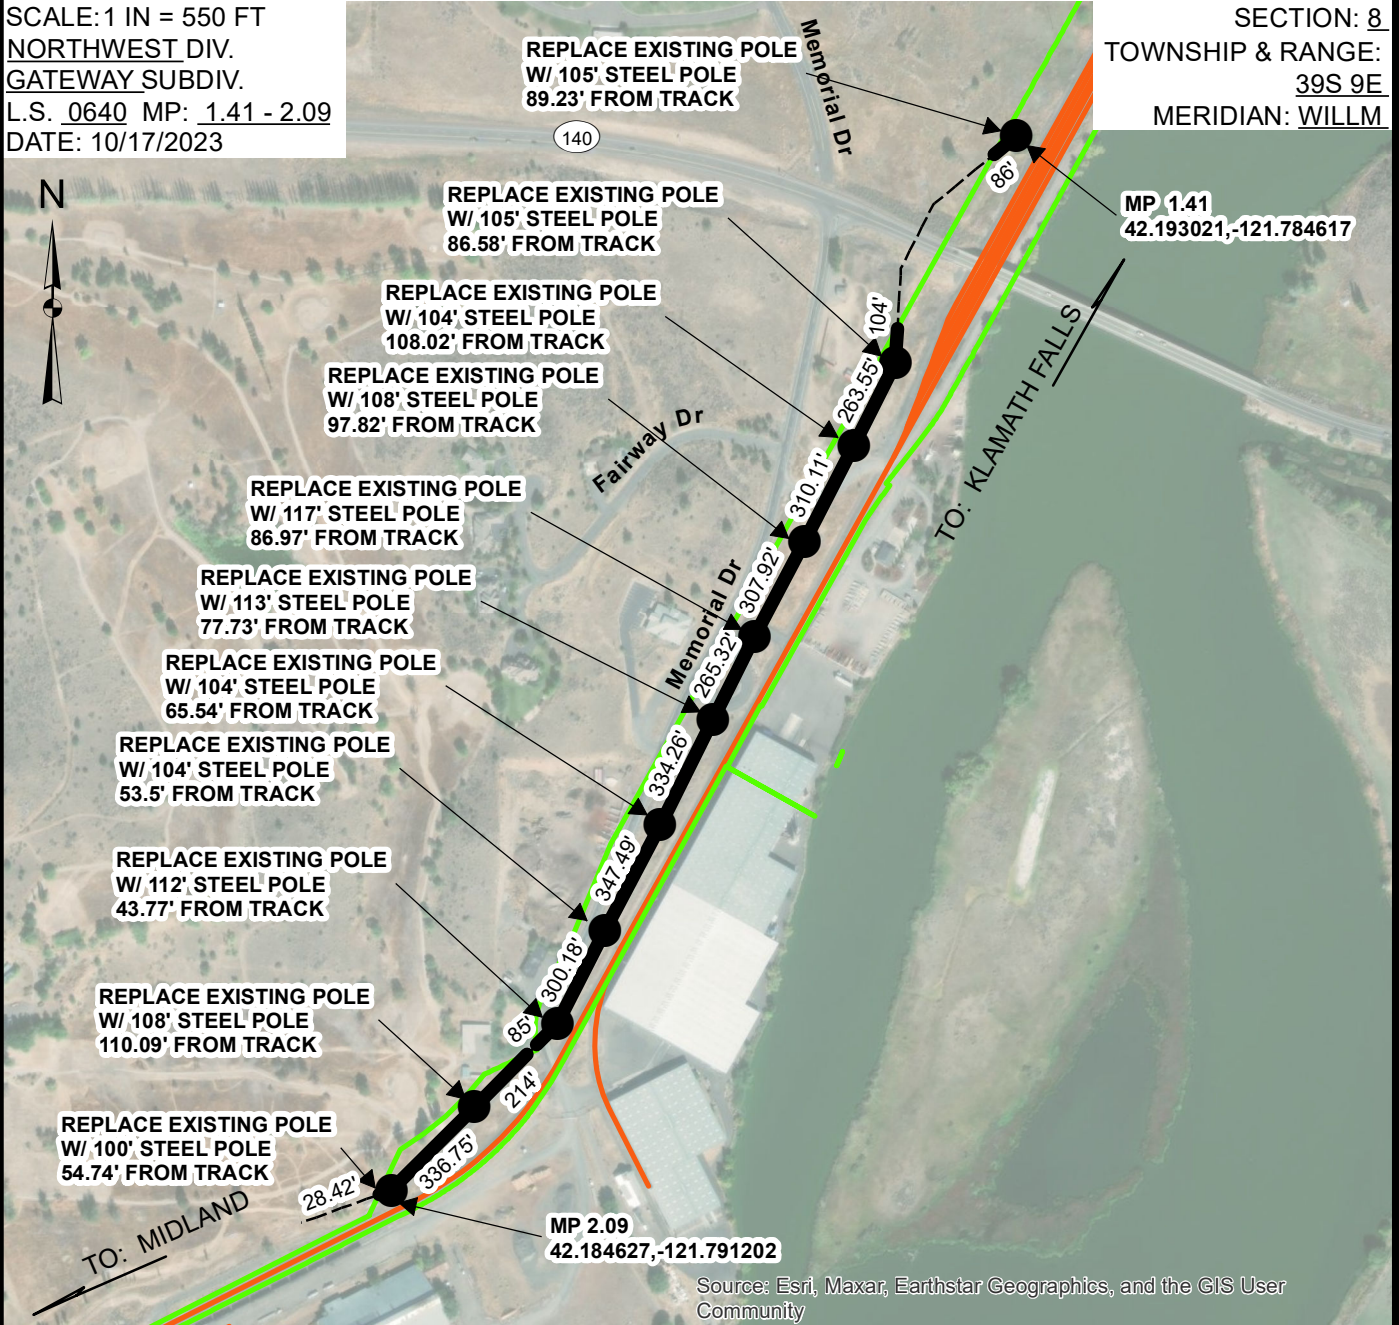 SCALE:1 IN = 550 FT
NORTHWEST DIV.
GATEWAY SUBDIV.
L.S. 0640 MP: 1.41 - 2.09
DATE: 10/17/2023
SECTION: 8
TOWNSHIP & RANGE:
39S 9E
MERIDIAN: WILLM
N
140
Memorial Dr
REPLACE EXISTING POLE
W/ 105' STEEL POLE
89.23' FROM TRACK
86'
MP 1.41
42.193021,-121.784617
REPLACE EXISTING POLE
W/ 105' STEEL POLE
86.58' FROM TRACK
104'
REPLACE EXISTING POLE
W/ 104' STEEL POLE
108.02' FROM TRACK
263.55'
TO: KLAMATH FALLS
REPLACE EXISTING POLE
W/ 108' STEEL POLE
97.82' FROM TRACK
Fairway Dr
310.11'
REPLACE EXISTING POLE
W/ 117' STEEL POLE
86.97' FROM TRACK
307.92'
Memorial Dr
REPLACE EXISTING POLE
W/ 113' STEEL POLE
77.73' FROM TRACK
265.32'
REPLACE EXISTING POLE
W/ 104' STEEL POLE
65.54' FROM TRACK
334.26'
REPLACE EXISTING POLE
W/ 104' STEEL POLE
53.5' FROM TRACK
347.49'
REPLACE EXISTING POLE
W/ 112' STEEL POLE
43.77' FROM TRACK
300.18'
85'
REPLACE EXISTING POLE
W/ 108' STEEL POLE
110.09' FROM TRACK
214'
REPLACE EXISTING POLE
W/ 100' STEEL POLE
54.74' FROM TRACK
336.75'
28.42'
TO: MIDLAND
MP 2.09
42.184627,-121.791202
Source: Esri, Maxar, Earthstar Geographics, and the GIS User
Community